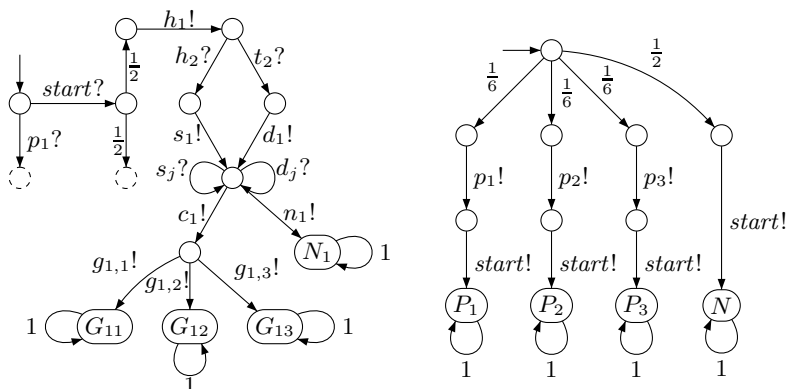 h₁!
h₂? t₂?
start? 1/2
p₁? 1/2 s₁! d₁!
s_j? d_j?
c₁! n₁!
N₁ 1
g₁,₁! g₁,₂! g₁,₃!
1 G₁₁ G₁₂ G₁₃ 1
1
1/6 1/6 1/6 1/2
p₁! p₂! p₃!
start! start! start! start!
P₁ P₂ P₃ N
1 1 1 1